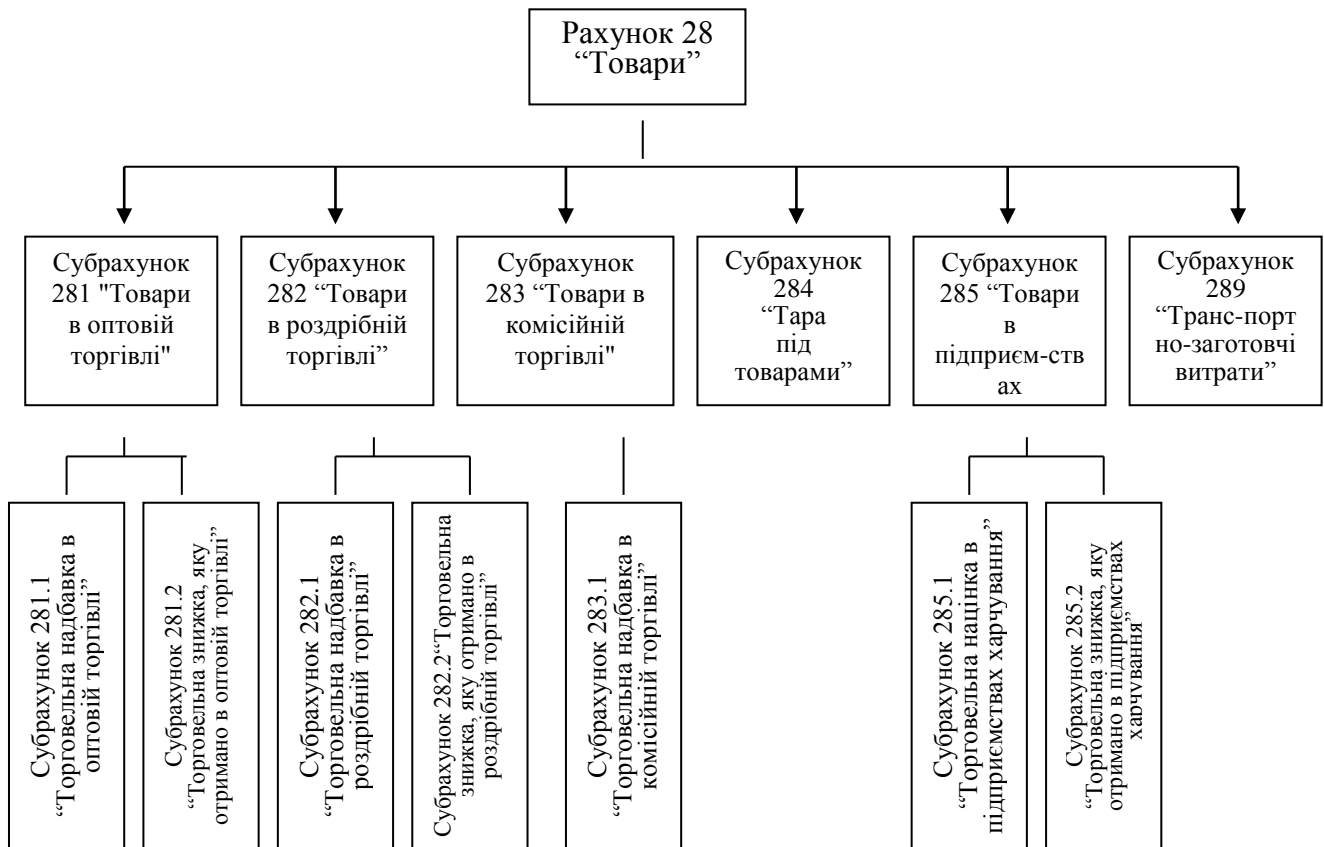 Рахунок 28
“Товари”
Субрахунок
281 "Товари
в оптовій
торгівлі"
Субрахунок
282 “Товари
в роздрібній
торгівлі”
Субрахунок
283 “Товари в
комісійній
торгівлі"
Субрахунок
284
“Тара
під
товарами”
Субрахунок
285 “Товари
в
підприєм-ств
ах
Субрахунок
289
“Транс-порт
но-заготовчі
витрати”
Субрахунок 281.1
“Торговельна надбавка в
оптовій торгівлі”
Субрахунок 281.2
“Торговельна знижка, яку
отримано в оптовій торгівлі”
Субрахунок 282.1
“Торговельна надбавка в
роздрібній торгівлі”
Субрахунок 282.2“Торговельна
знижка, яку отримано в
роздрібній торгівлі”
Субрахунок 283.1
“Торговельна надбавка в
комісійній торгівлі”
Субрахунок 285.1
“Торговельна націнка в
підприємствах харчування”
Субрахунок 285.2
“Торговельна знижка, яку
отримано в підприємствах
харчування”